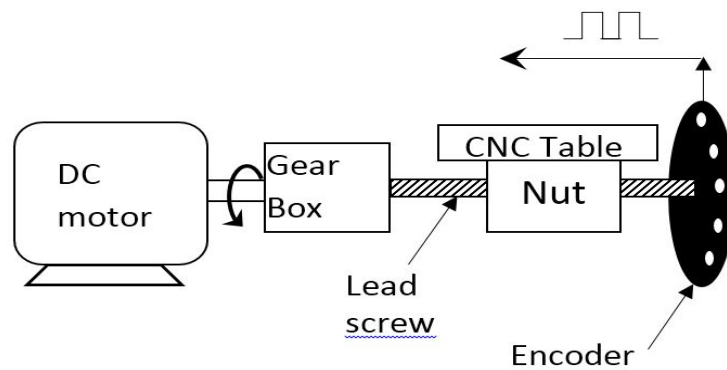 DC
motor
Gear
Box
CNC Table
Nut
Lead
screw
Encoder